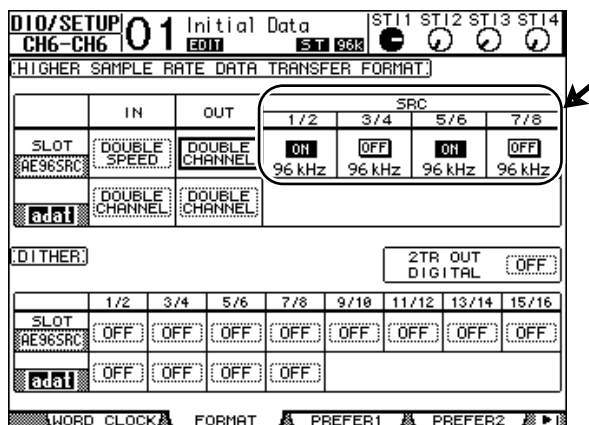 DIO/SETUP 01 Initial Data STI1 STI2 STI3 STI4
CH6-CH6 EDIT ST 96k
HIGHER SAMPLE RATE DATA TRANSFER FORMAT
IN OUT SRC
1/2 3/4 5/6 7/8
SLOT DOUBLE SPEED DOUBLE CHANNEL ON OFF ON OFF
AE96SRC 96 kHz 96 kHz 96 kHz 96 kHz
adat DOUBLE CHANNEL DOUBLE CHANNEL
DITHER 2TR OUT DIGITAL OFF
1/2 3/4 5/6 7/8 9/10 11/12 13/14 15/16
SLOT
AE96SRC OFF OFF OFF OFF OFF OFF OFF OFF
adat OFF OFF OFF OFF
WORD CLOCK FORMAT PREFER1 PREFER2